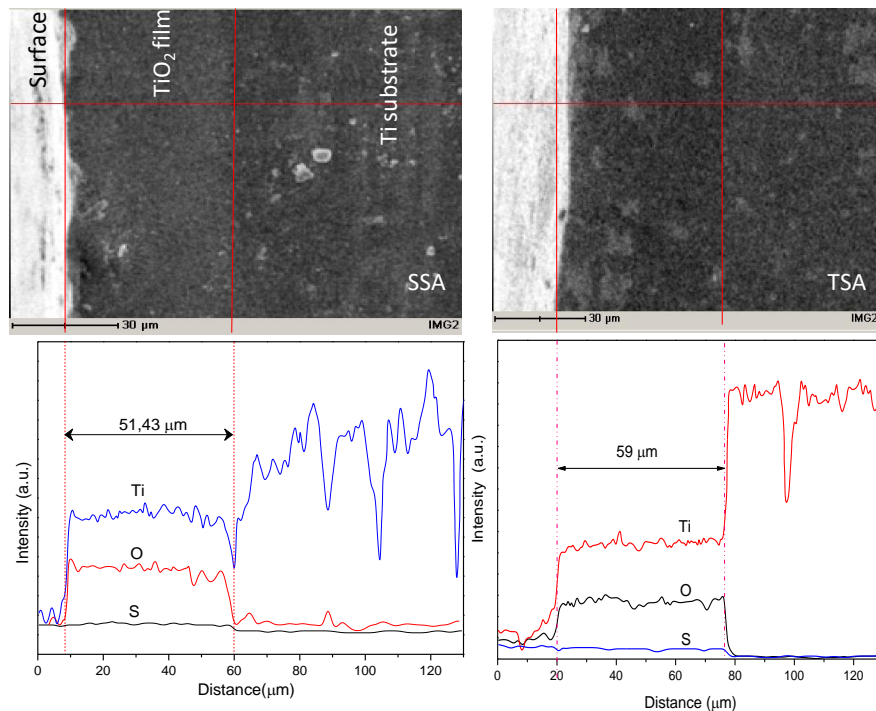 Surface
TiO₂ film
Ti substrate
SSA
30 µm
IMG2
TSA
30 µm
IMG2
51,43 µm
Ti
O
S
Intensity (a.u.)
0 20 40 60 80 100 120
Distance(µm)
59 µm
Ti
O
S
Intensity (a.u.)
0 20 40 60 80 100 120
Distance (µm)